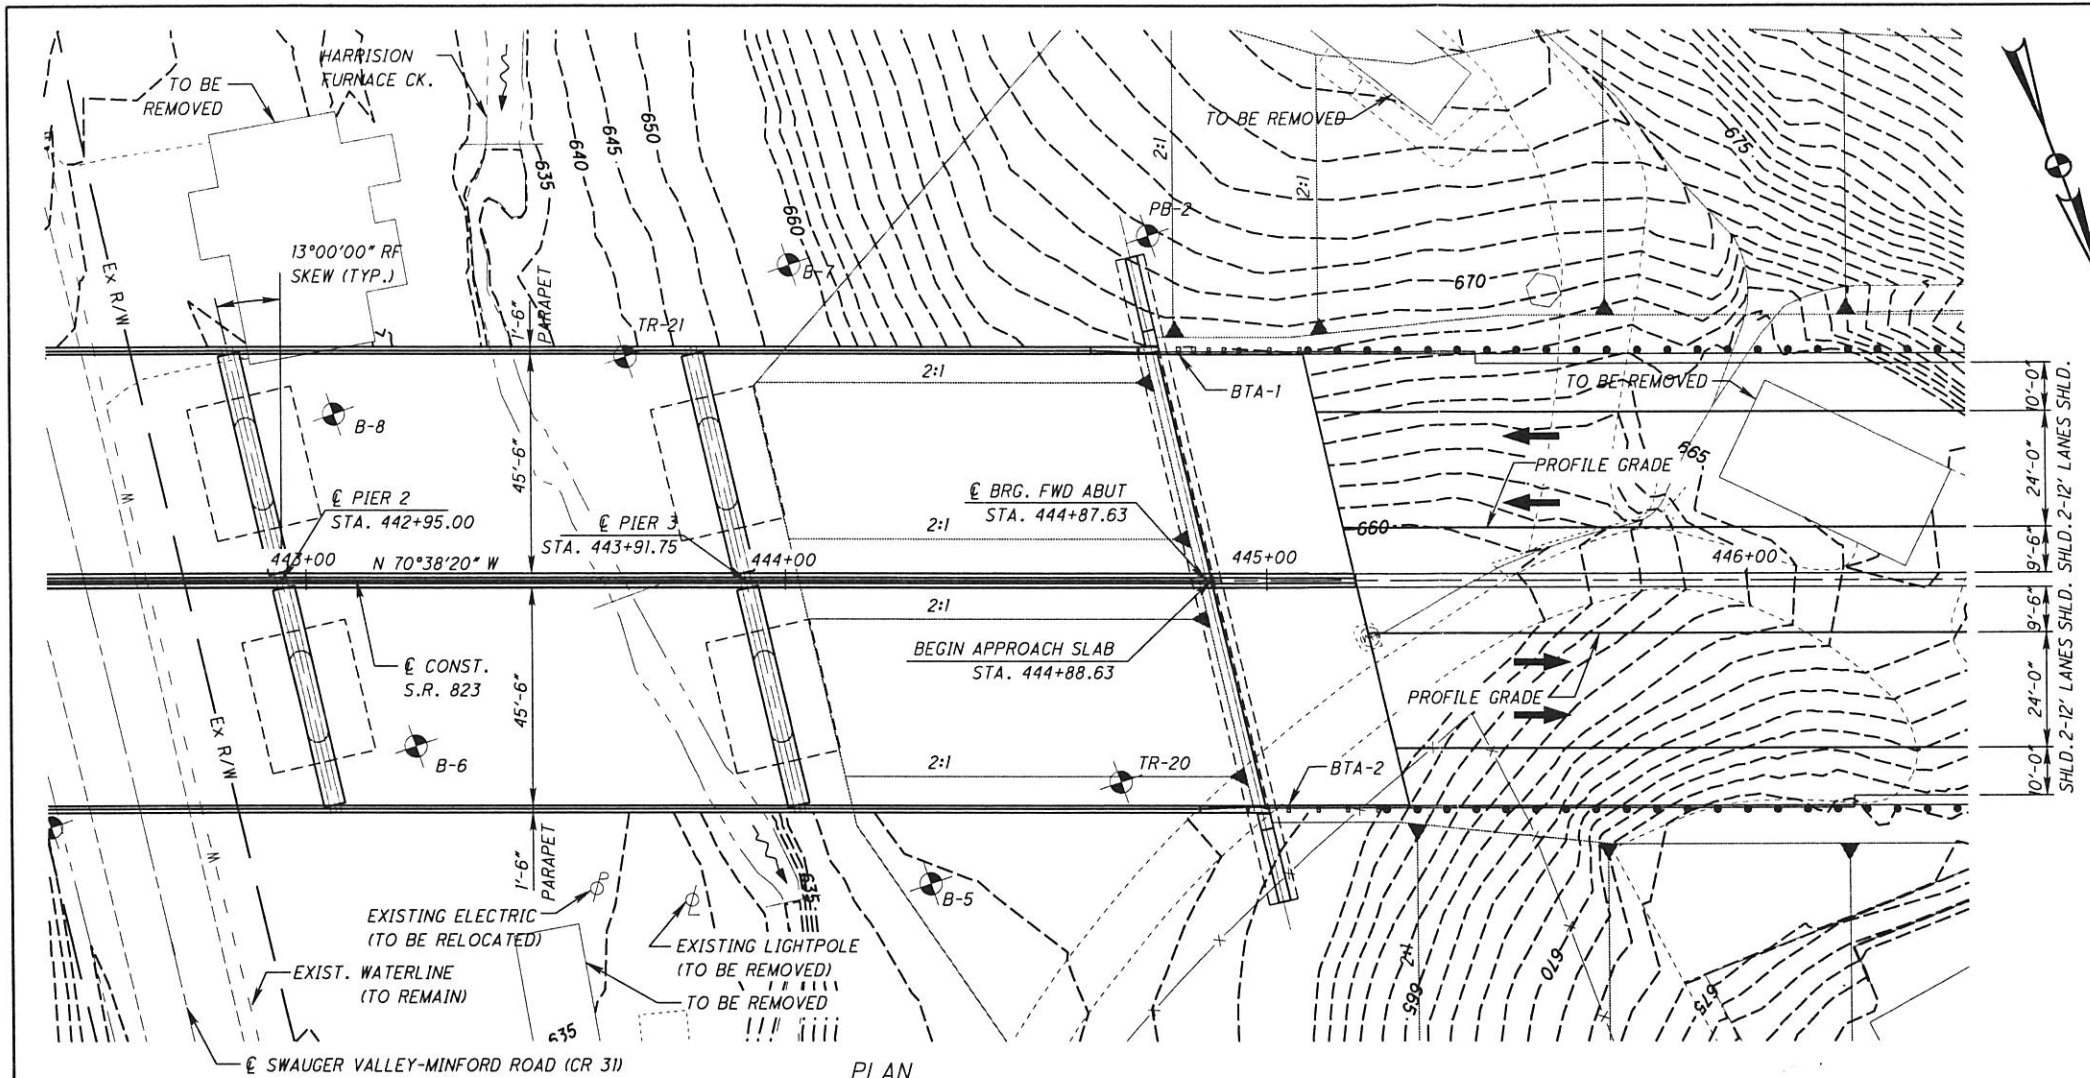 HARRISION
FURNACE CK.
TO BE
REMOVED
635
640
645
650
660
2:1
2:1
TO BE REMOVED
675
PB-2
B-7
670
13°00'00" RF
SKEW (TYP.)
EX R/W
1'-6"
PARAPET
TR-21
2:1
BTA-1
TO BE REMOVED
10'-0"
24'-0"
9'-6"
9'-6"
24'-0"
10'-0"
SHLD. 2-12' LANES SHLD. SHLD. 2-12' LANES SHLD.
B-8
45'-6"
PROFILE GRADE
665
℄ PIER 2
STA. 442+95.00
℄ PIER 3
STA. 443+91.75
℄ BRG. FWD ABUT
STA. 444+87.63
2:1
660
443+00
N 70°38'20" W
444+00
445+00
446+00
2:1
℄ CONST.
S.R. 823
BEGIN APPROACH SLAB
STA. 444+88.63
PROFILE GRADE
45'-6"
EX R/W
W
W
B-6
2:1
TR-20
BTA-2
1'-6"
PARAPET
635
B-5
EXISTING ELECTRIC
(TO BE RELOCATED)
EXISTING LIGHTPOLE
(TO BE REMOVED)
TO BE REMOVED
EXIST. WATERLINE
(TO REMAIN)
635
2:1
665
670
675
℄ SWAUGER VALLEY-MINFORD ROAD (CR 31)
PLAN